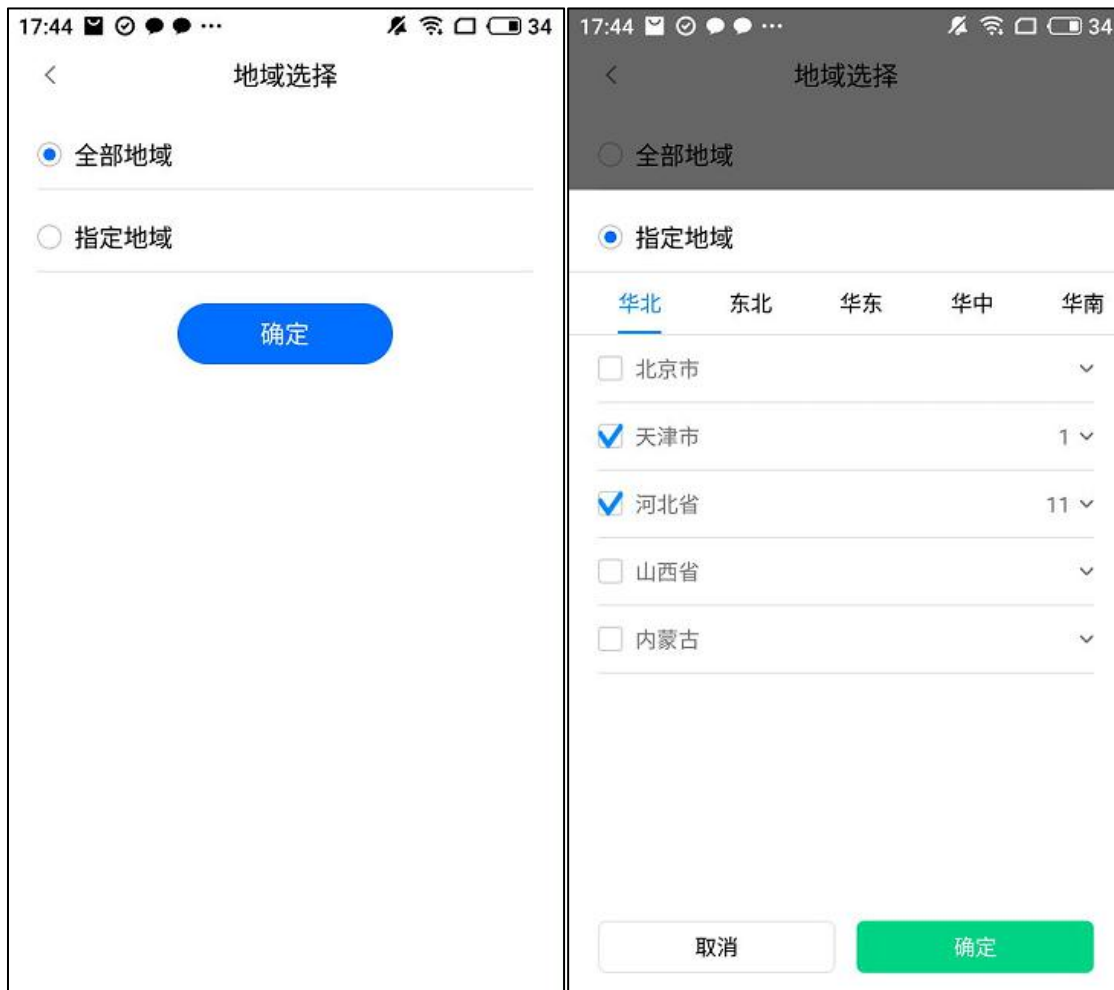 17:44 34
地域选择
全部地域
指定地域
确定
17:44 34
地域选择
全部地域
指定地域
华北 东北 华东 华中 华南
北京市
天津市 1
河北省 11
山西省
内蒙古
取消 确定